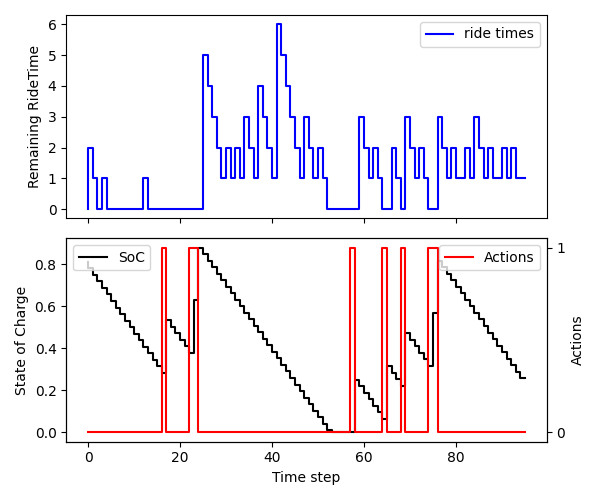 6
5
4
3
2
1
0
Remaining RideTime
ride times
0.8
0.6
0.4
0.2
0.0
State of Charge
SoC
Actions
1
0
Actions
0 20 40 60 80
Time step